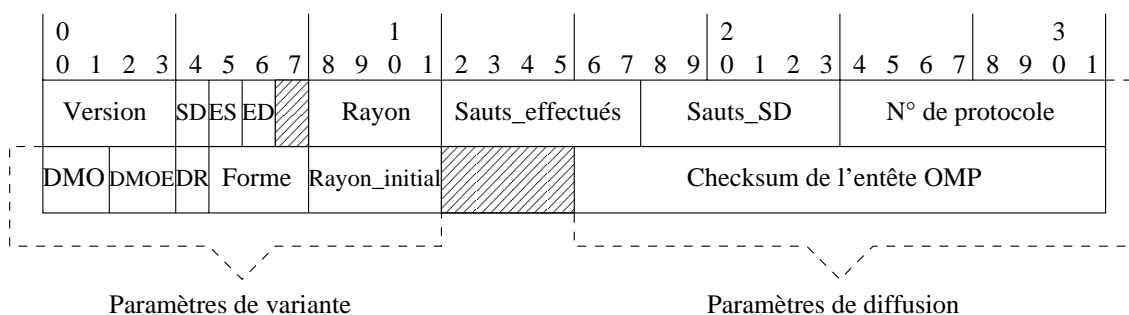 0 1 2 3
0 1 2 3 4 5 6 7 8 9 0 1 2 3 4 5 6 7 8 9 0 1 2 3 4 5 6 7 8 9 0 1
Version SD ES ED Rayon Sauts_effectués Sauts_SD N° de protocole
DMO DMOE DR Forme Rayon_initial Checksum de l'entête OMP
Paramètres de variante Paramètres de diffusion